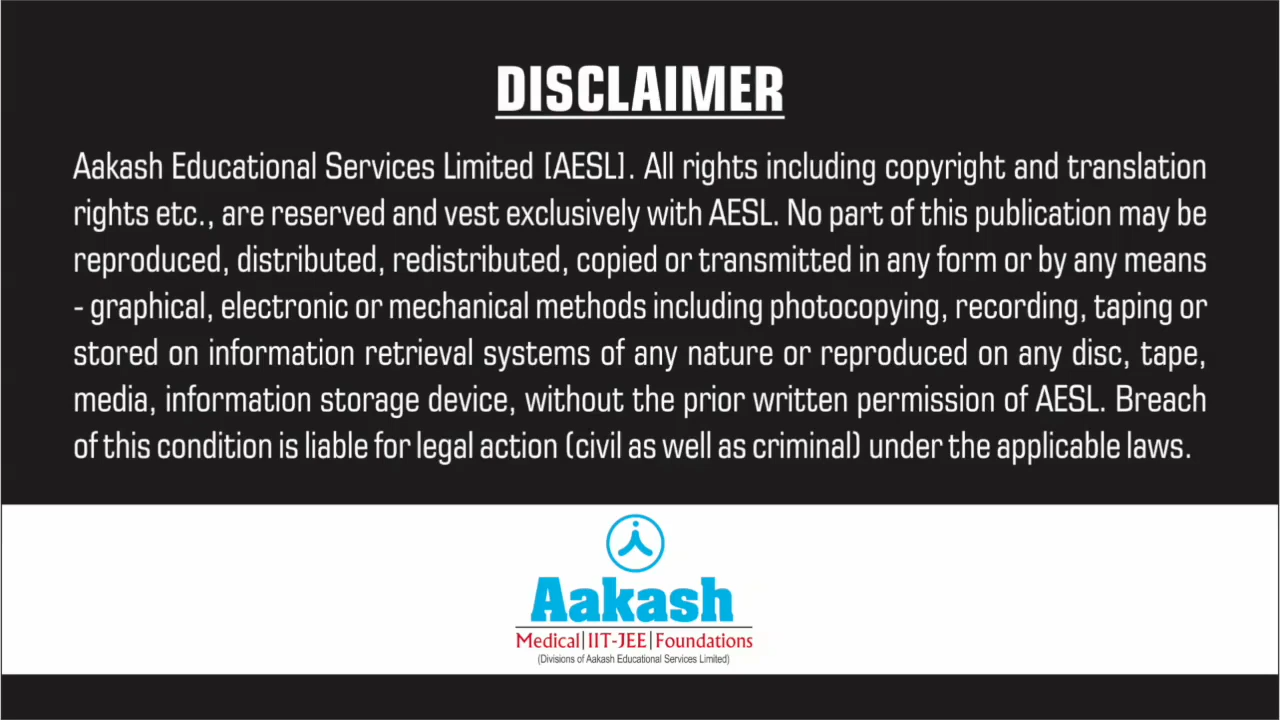 DISCLAIMER
Aakash Educational Services Limited [AESL]. All rights including copyright and translation
rights etc., are reserved and vest exclusively with AESL. No part of this publication may be
reproduced, distributed, redistributed, copied or transmitted in any form or by any means
- graphical, electronic or mechanical methods including photocopying, recording, taping or
stored on information retrieval systems of any nature or reproduced on any disc, tape,
media, information storage device, without the prior written permission of AESL. Breach
of this condition is liable for legal action (civil as well as criminal) under the applicable laws.
Aakash
Medical|IIT-JEE|Foundations
(Divisions of Aakash Educational Services Limited)